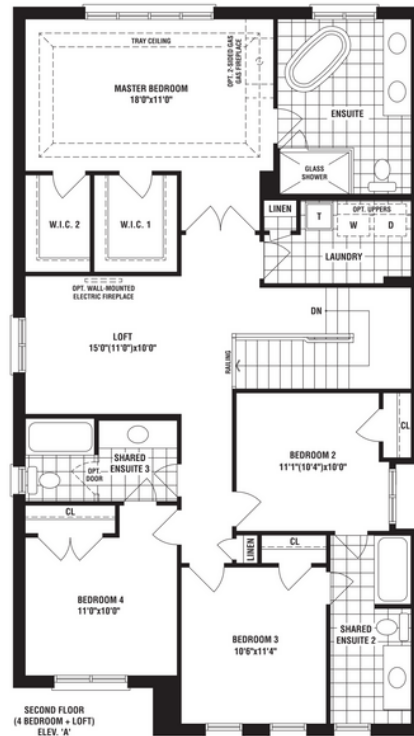 TRAY CEILING
MASTER BEDROOM
18'0"x11'0"
OPT. 2-SIDED GAS
GAS FIREPLACE
ENSUITE
GLASS
SHOWER
W.I.C. 2
W.I.C. 1
LINEN
T
OPT. UPPERS
W
D
LAUNDRY
OPT. WALL-MOUNTED
ELECTRIC FIREPLACE
LOFT
15'0"(11'0")x10'0"
DN
RAILING
SHARED
ENSUITE 3
OPT.
DOOR
BEDROOM 2
11'1"(10'4")x10'0"
CL
CL
LINEN
CL
BEDROOM 4
11'0"x10'0"
BEDROOM 3
10'6"x11'4"
SHARED
ENSUITE 2
SECOND FLOOR
(4 BEDROOM + LOFT)
ELEV. 'A'